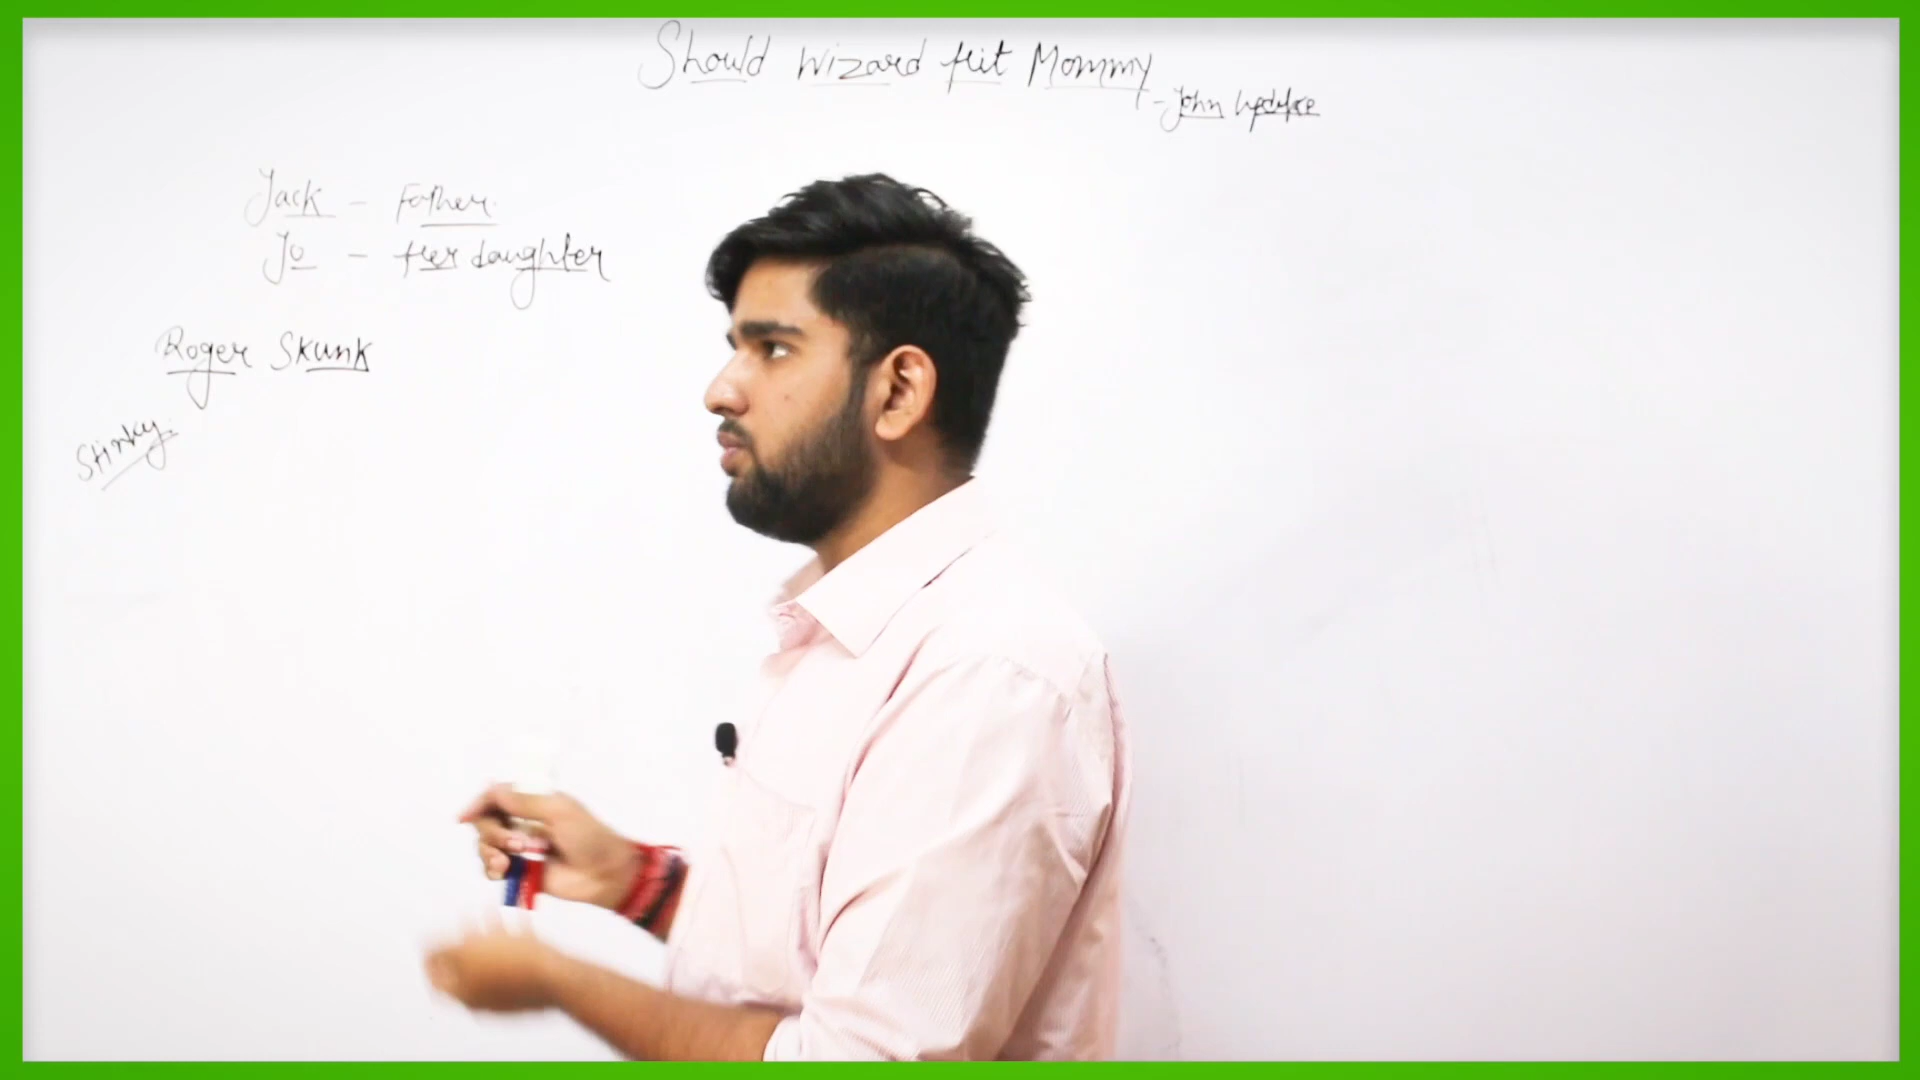 Should Wizard Hit Mommy
- John Updike
Jack - Father.
Jo - Her daughter
Roger Skunk
Stinky.